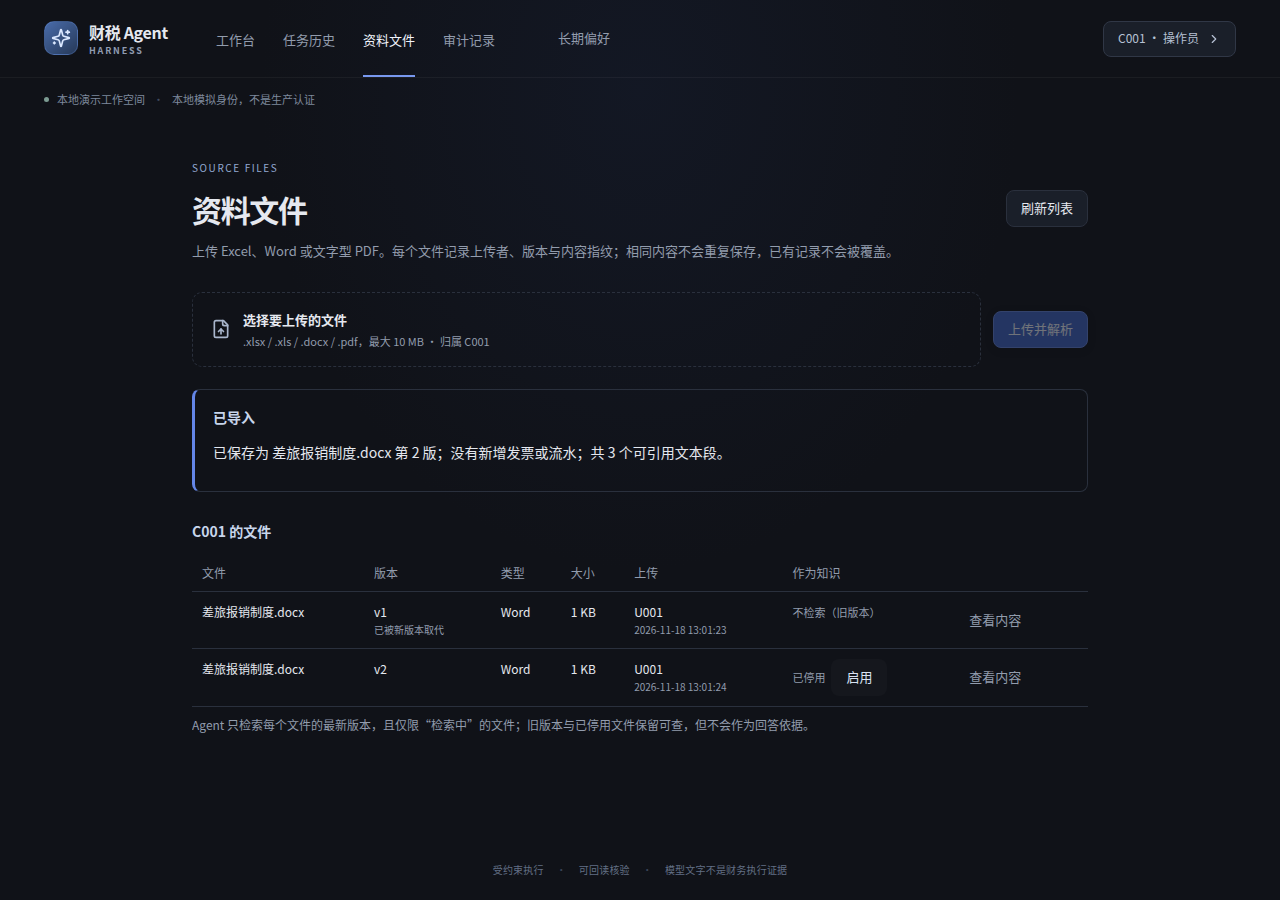 财税 Agent
HARNESS
工作台 任务历史 资料文件 审计记录 长期偏好
C001 · 操作员
本地演示工作空间 · 本地模拟身份，不是生产认证
SOURCE FILES
资料文件
刷新列表
上传 Excel、Word 或文字型 PDF。每个文件记录上传者、版本与内容指纹；相同内容不会重复保存，已有记录不会被覆盖。
选择要上传的文件
.xlsx / .xls / .docx / .pdf，最大 10 MB · 归属 C001
上传并解析
已导入
已保存为 差旅报销制度.docx 第 2 版；没有新增发票或流水；共 3 个可引用文本段。
C001 的文件
文件 版本 类型 大小 上传 作为知识
差旅报销制度.docx v1 Word 1 KB U001 不检索（旧版本） 查看内容
已被新版本取代 2026-11-18 13:01:23
差旅报销制度.docx v2 Word 1 KB U001 已停用 启用 查看内容
2026-11-18 13:01:24
Agent 只检索每个文件的最新版本，且仅限“检索中”的文件；旧版本与已停用文件保留可查，但不会作为回答依据。
受约束执行 · 可回读核验 · 模型文字不是财务执行证据